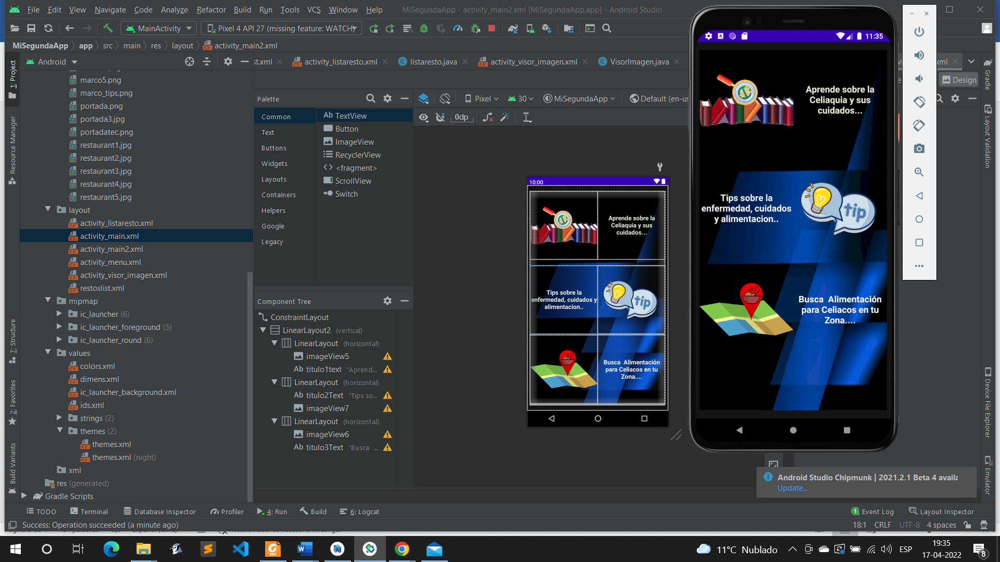 File Edit View Navigate Code Analyze Refactor Build Run Tools VCS Window Help MiSegundaApp - activity_main2.xml [MiSegundaApp.app] - Android Studio
MainActivity Pixel 4 API 27 (missing feature: WATCH
MiSegundaApp app src main res layout activity_main2.xml
Android
st.xml activity_listaresto.xml listaresto.java activity_visor_imagen.xml VisorImagen.java xml
1: Project
Resource Manager
7: Structure
2: Favorites
Build Variants
marco5.png
marco_tips.png
portada.png
portada3.jpg
portadatec.png
restaurant1.jpg
restaurant2.jpg
restaurant3.jpg
restaurant4.jpg
restaurant5.jpg
layout
activity_listaresto.xml
activity_main.xml
activity_main2.xml
activity_menu.xml
activity_visor_imagen.xml
restoslist.xml
mipmap
ic_launcher (6)
ic_launcher_foreground (5)
ic_launcher_round (6)
values
colors.xml
dimens.xml
ic_launcher_background.xml
ids.xml
strings (2)
themes (2)
themes.xml
themes.xml (night)
xml
res (generated)
Gradle Scripts
Palette
Common
Text
Buttons
Widgets
Layouts
Containers
Helpers
Google
Legacy
Ab TextView
Button
ImageView
RecyclerView
<fragment>
ScrollView
Switch
Component Tree
ConstraintLayout
LinearLayout2 (vertical)
LinearLayout (horizontal)
imageView5
Ab titulo1text "Aprend...
LinearLayout (horizontal)
Ab titulo2Text "Tips so...
imageView7
LinearLayout (horizontal)
imageView6
Ab titulo3Text "Busca ...
Pixel 30 MiSegundaApp Default (en-us
0dp
10:00
Aprende sobre la
Celiaquia y sus
cuidados...
Tips sobre la
enfermedad, cuidados y
alimentacion..
tip
Busca Alimentación
para Celiacos en tu
Zona....
11:35
Aprende sobre la
Celiaquia y sus
cuidados...
Tips sobre la
enfermedad, cuidados
y alimentacion..
tip
Busca Alimentación
para Celiacos en tu
Zona....
Design
Gradle
Layout Validation
Device File Explorer
Emulator
Android Studio Chipmunk | 2021.2.1 Beta 4 availa
Update...
TODO Terminal Database Inspector Profiler 4: Run Build 6: Logcat 1 Event Log Layout Inspector
Success: Operation succeeded (a minute ago) 18:1 CRLF UTF-8 4 spaces
PDF
11°C Nublado ESP
19:35
17-04-2022
8